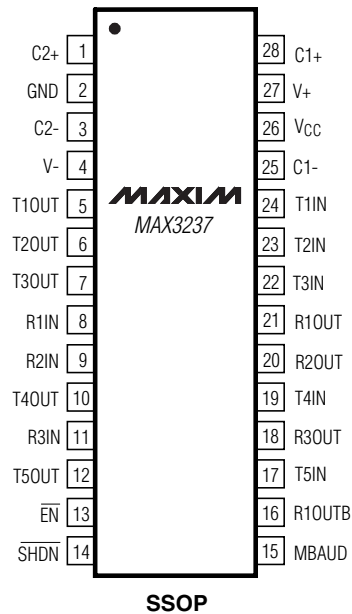 C2+ 1 28 C1+
GND 2 27 V+
C2- 3 26 VCC
V- 4 25 C1-
T1OUT 5 MAXIM 24 T1IN
T2OUT 6 MAX3237 23 T2IN
T3OUT 7 22 T3IN
R1IN 8 21 R1OUT
R2IN 9 20 R2OUT
T4OUT 10 19 T4IN
R3IN 11 18 R3OUT
T5OUT 12 17 T5IN
EN 13 16 R1OUTB
SHDN 14 15 MBAUD
SSOP